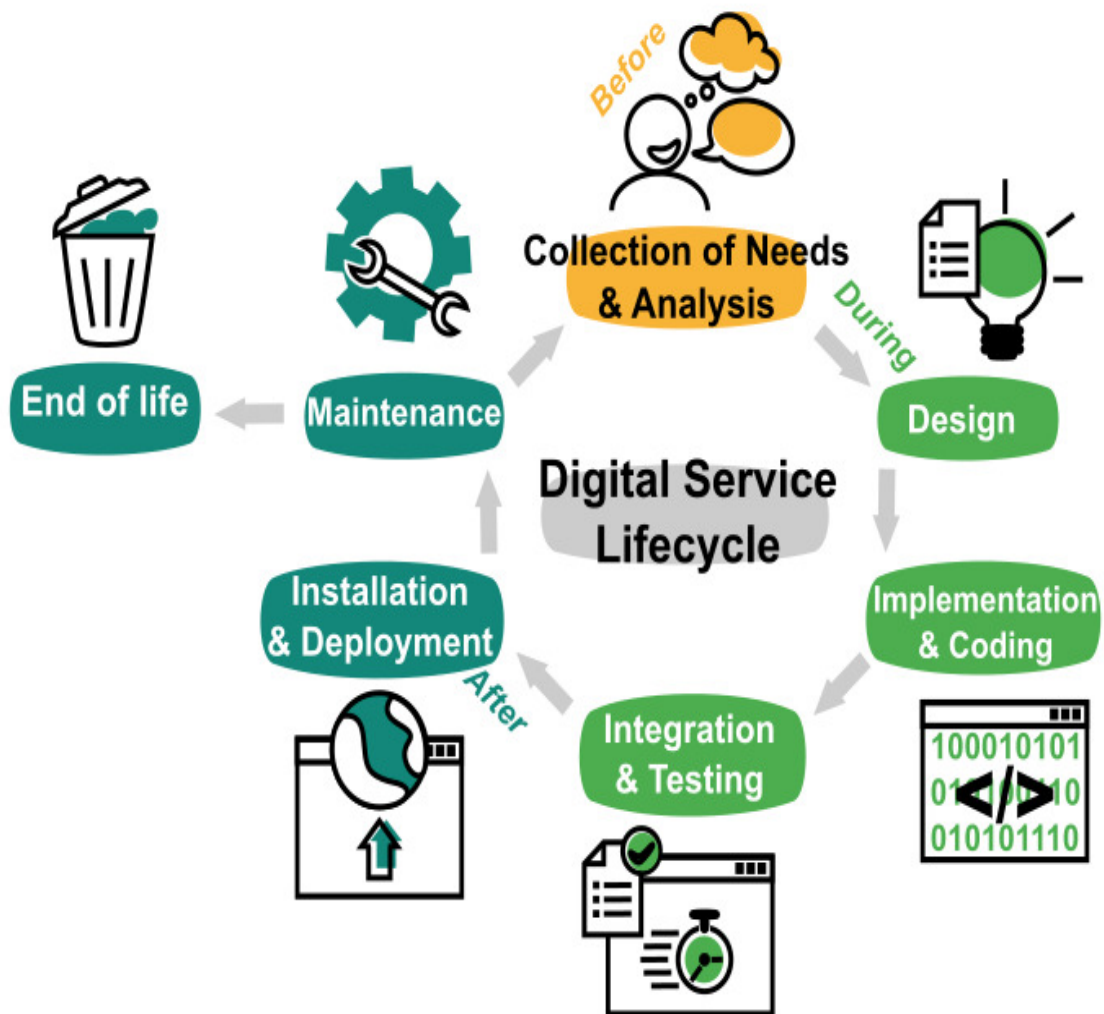 Before
Collection of Needs
& Analysis
During
Design
Implementation
& Coding
100010101
</>
010101110
Integration
& Testing
After
Installation
& Deployment
Maintenance
End of life
Digital Service
Lifecycle